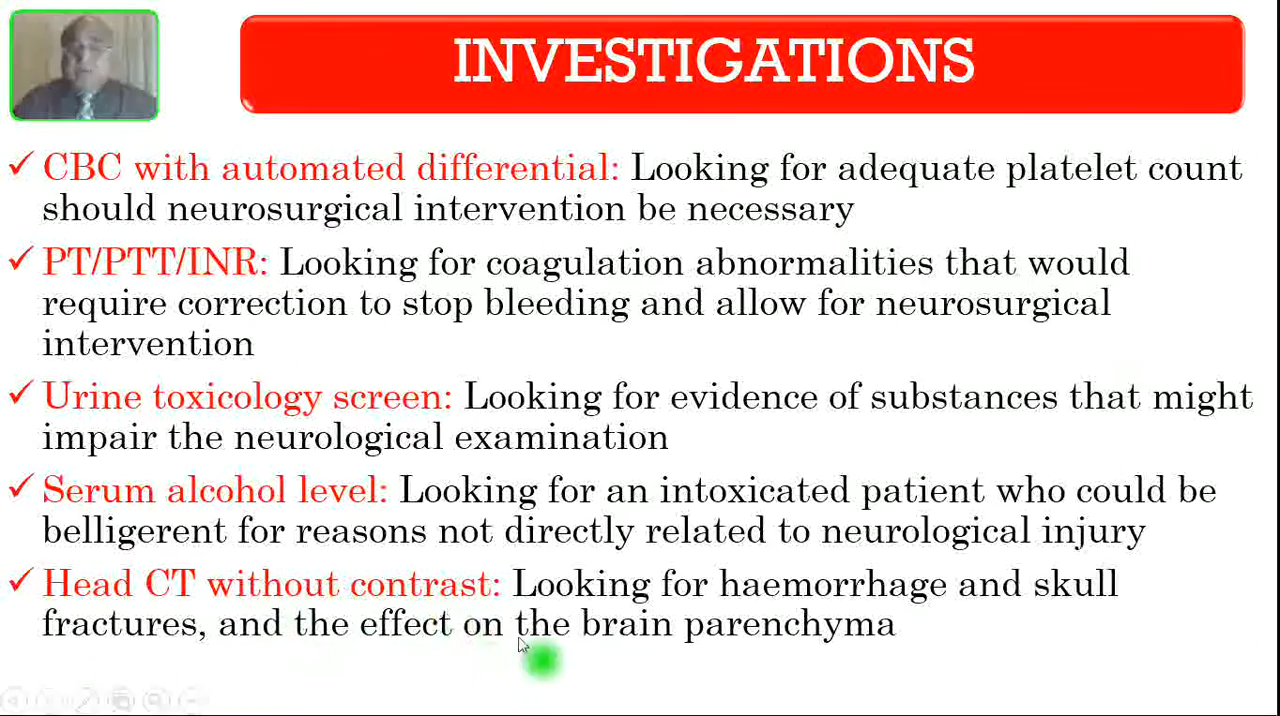 INVESTIGATIONS
✓ CBC with automated differential: Looking for adequate platelet count
should neurosurgical intervention be necessary
✓ PT/PTT/INR: Looking for coagulation abnormalities that would
require correction to stop bleeding and allow for neurosurgical
intervention
✓ Urine toxicology screen: Looking for evidence of substances that might
impair the neurological examination
✓ Serum alcohol level: Looking for an intoxicated patient who could be
belligerent for reasons not directly related to neurological injury
✓ Head CT without contrast: Looking for haemorrhage and skull
fractures, and the effect on the brain parenchyma